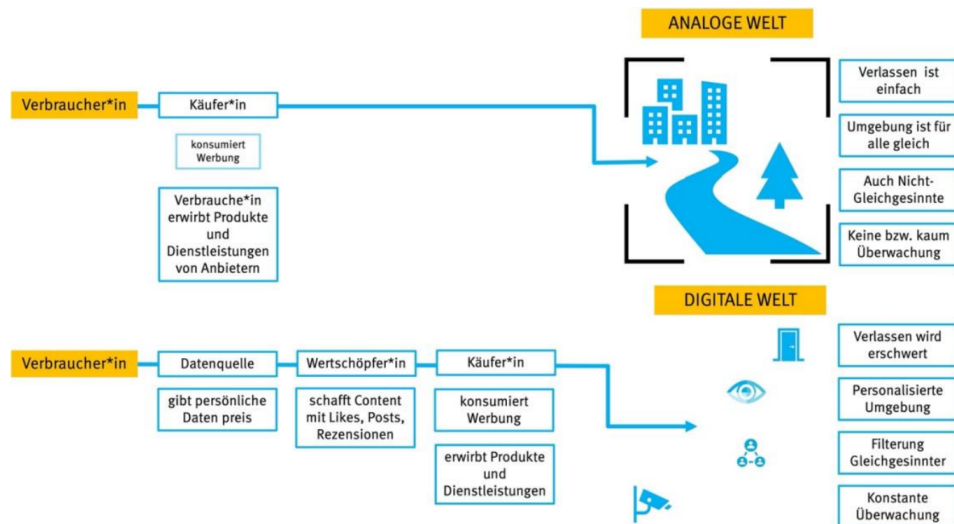 ANALOGE WELT
Verbraucher*in
Käufer*in
konsumiert
Werbung
Verbrauche*in
erwirbt Produkte
und
Dienstleistungen
von Anbietern
Verlassen ist
einfach
Umgebung ist für
alle gleich
Auch Nicht-
Gleichgesinnte
Keine bzw. kaum
Überwachung
DIGITALE WELT
Verbraucher*in
Datenquelle
gibt persönliche
Daten preis
Wertschöpfer*in
schafft Content
mit Likes, Posts,
Rezensionen
Käufer*in
konsumiert
Werbung
erwirbt Produkte
und
Dienstleistungen
Verlassen wird
erschwert
Personalisierte
Umgebung
Filterung
Gleichgesinnter
Konstante
Überwachung